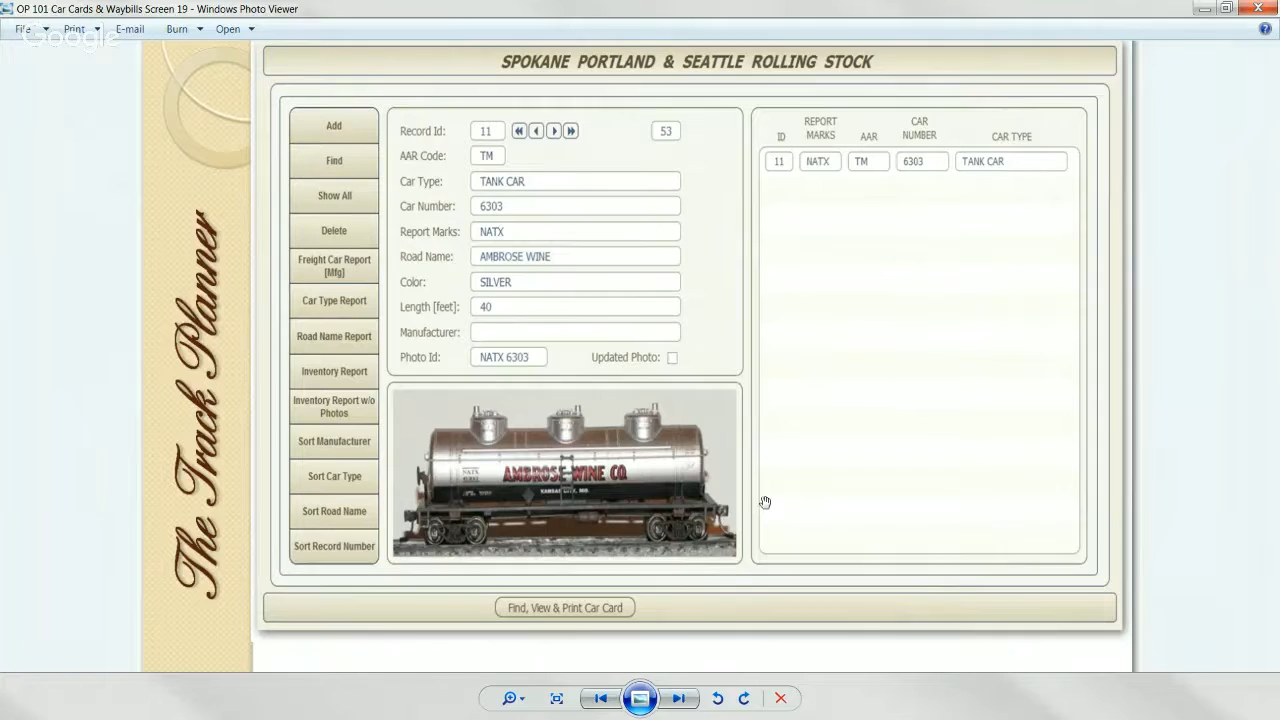 OP 101 Car Cards & Waybills Screen 19 - Windows Photo Viewer
File Print E-mail Burn Open
Google
The Track Planner
SPOKANE PORTLAND & SEATTLE ROLLING STOCK
Add
Find
Show All
Delete
Freight Car Report
[Mfg]
Car Type Report
Road Name Report
Inventory Report
Inventory Report w/o
Photos
Sort Manufacturer
Sort Car Type
Sort Road Name
Sort Record Number
Record Id: 11 53
AAR Code: TM
Car Type: TANK CAR
Car Number: 6303
Report Marks: NATX
Road Name: AMBROSE WINE
Color: SILVER
Length [feet]: 40
Manufacturer:
Photo Id: NATX 6303 Updated Photo:
NATX
AMBROSE WINE CO
KANSAS CITY, MO.
ID REPORT MARKS AAR CAR NUMBER CAR TYPE
11 NATX TM 6303 TANK CAR
Find, View & Print Car Card